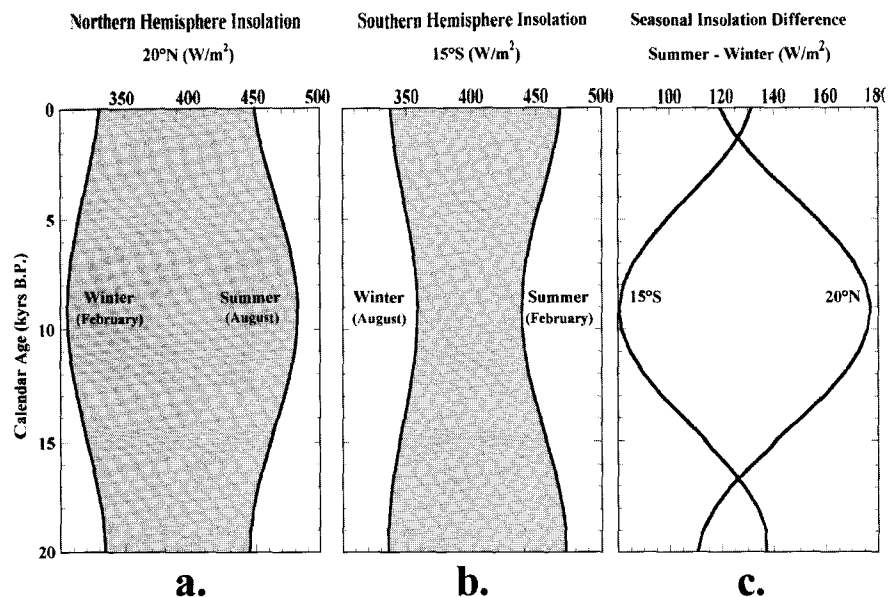 Northern Hemisphere Insolation
20°N (W/m²)
350 400 450 500
Southern Hemisphere Insolation
15°S (W/m²)
350 400 450 500
Seasonal Insolation Difference
Summer - Winter (W/m²)
100 120 140 160 180
Calendar Age (kyrs B.P.)
0
5
10
15
20
Winter
(February)
Summer
(August)
Winter
(August)
Summer
(February)
15°S
20°N
a.
b.
c.